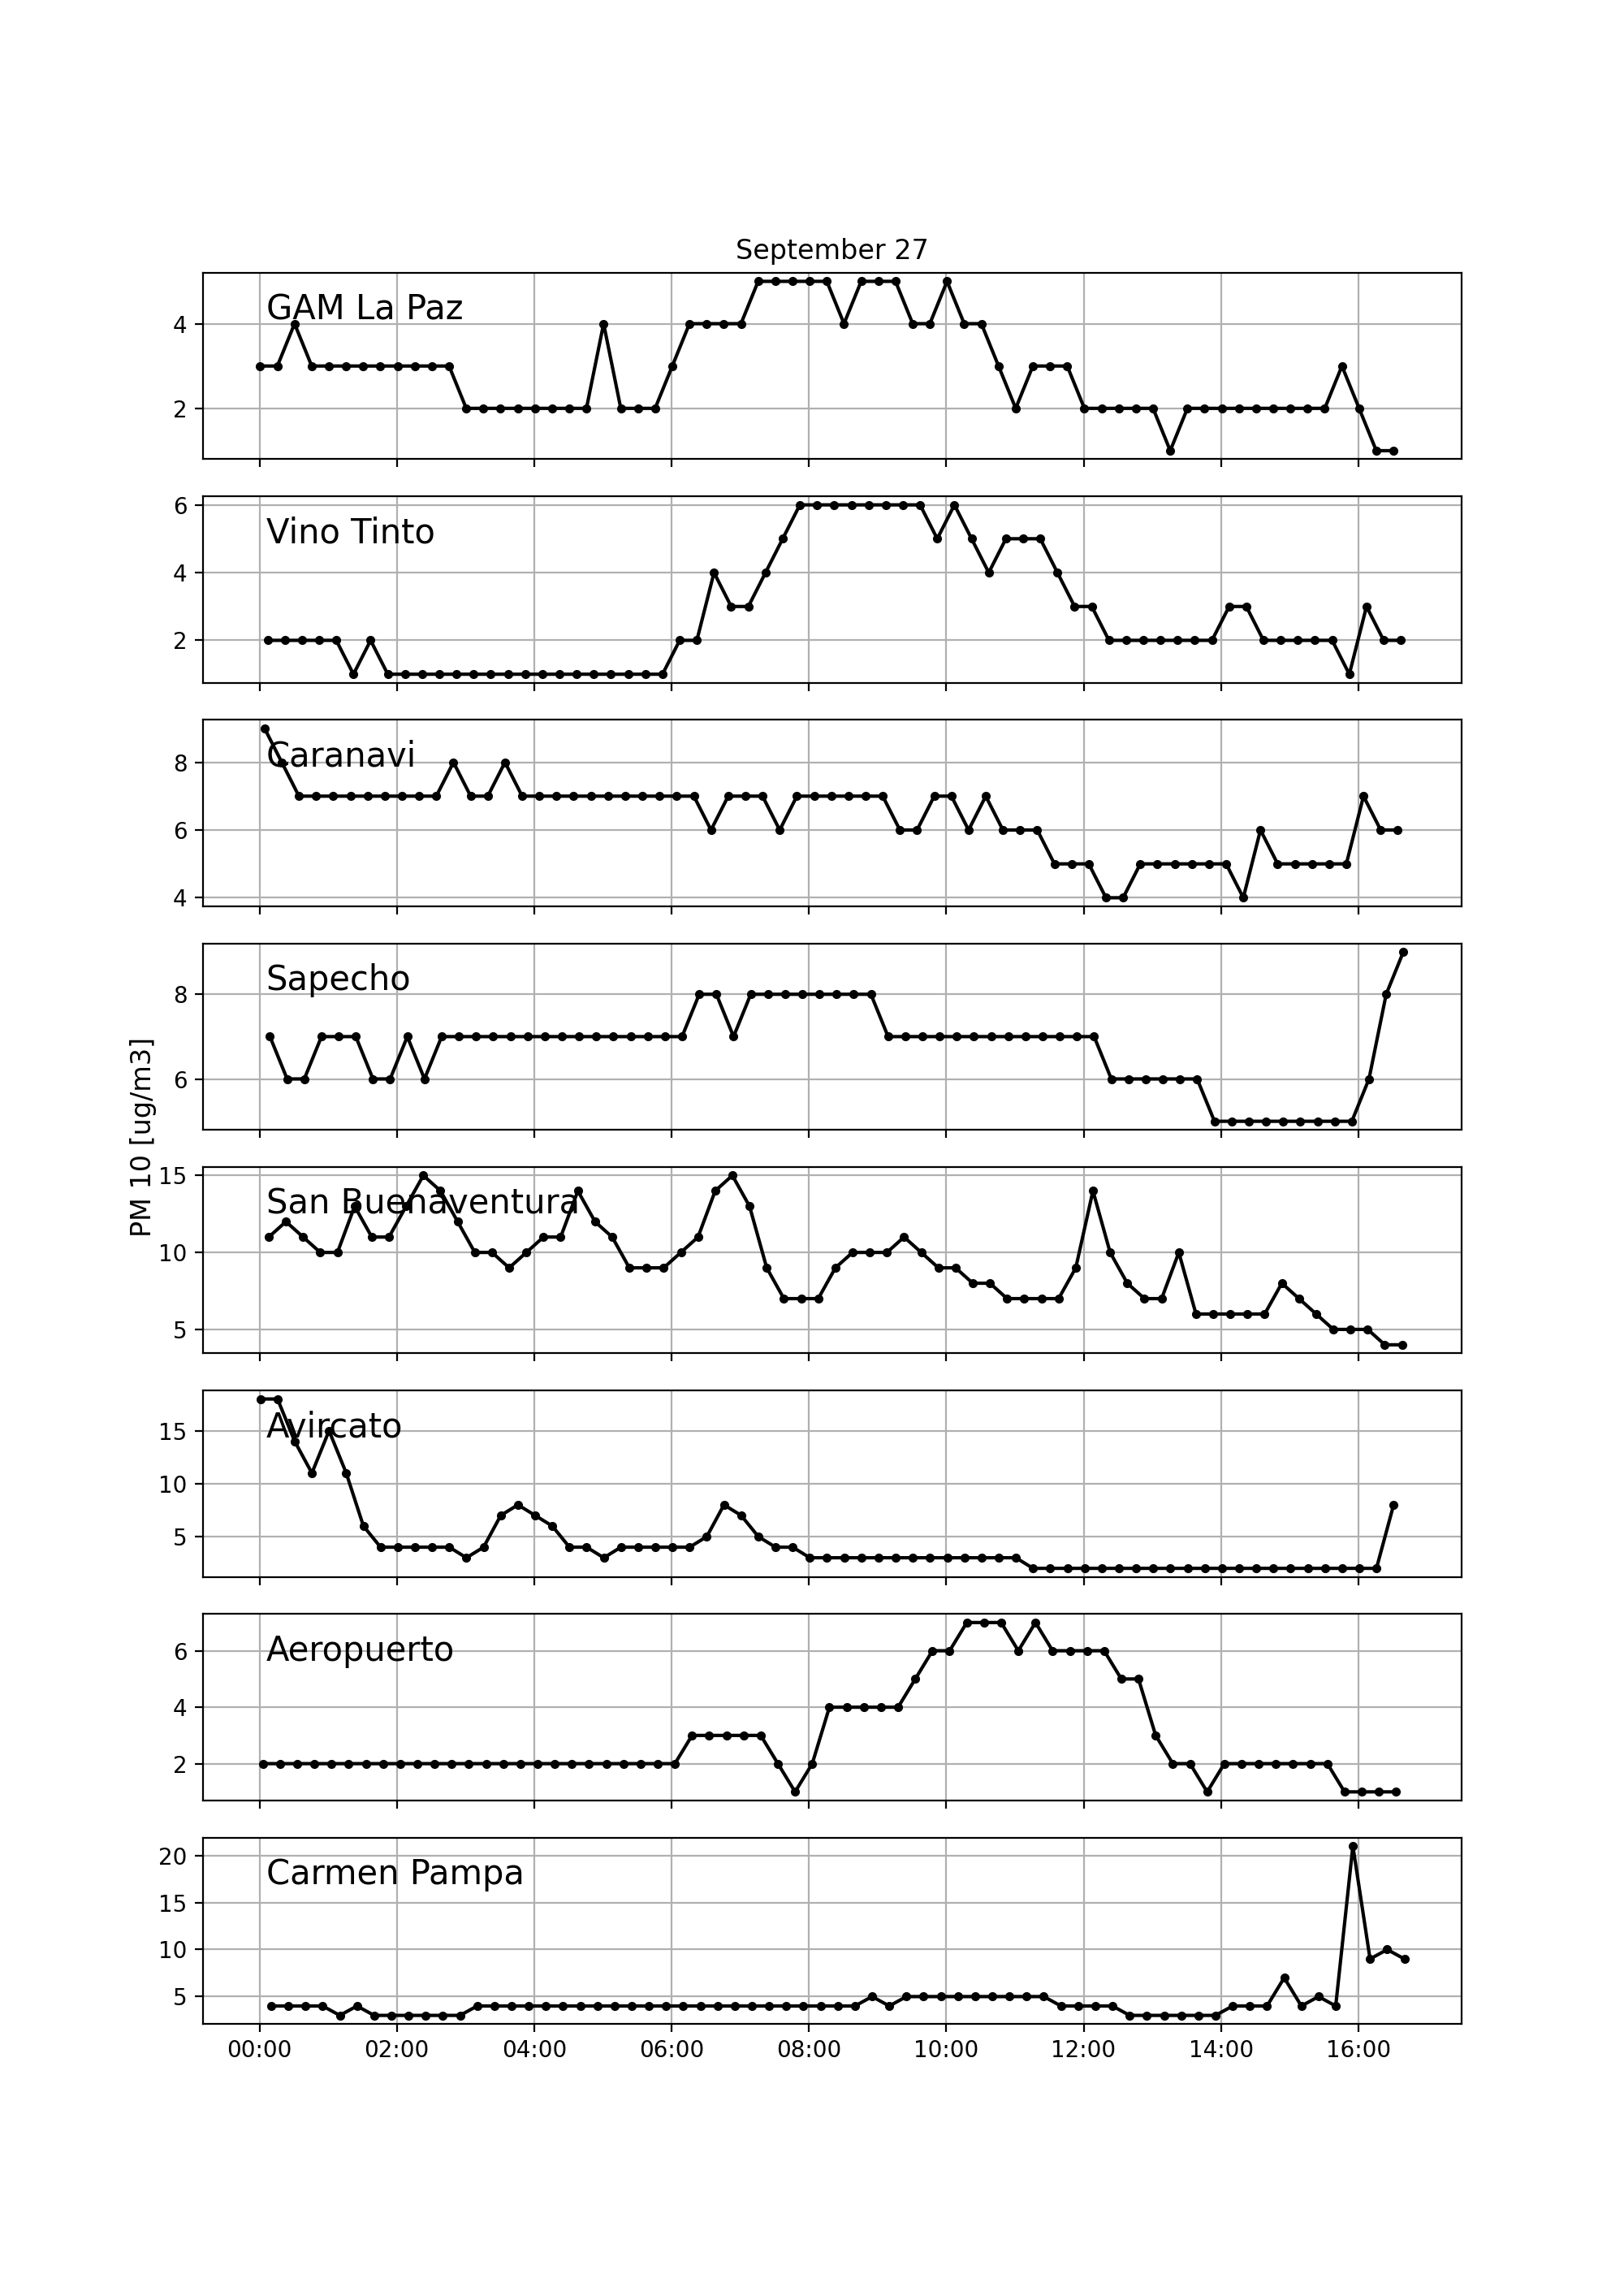 September 27
GAM La Paz
4
2
Vino Tinto
6
4
2
Caranavi
8
6
4
Sapecho
8
6
PM 10 [ug/m3]
San Buenaventura
15
10
5
Avircato
15
10
5
Aeropuerto
6
4
2
Carmen Pampa
20
15
10
5
00:00 02:00 04:00 06:00 08:00 10:00 12:00 14:00 16:00